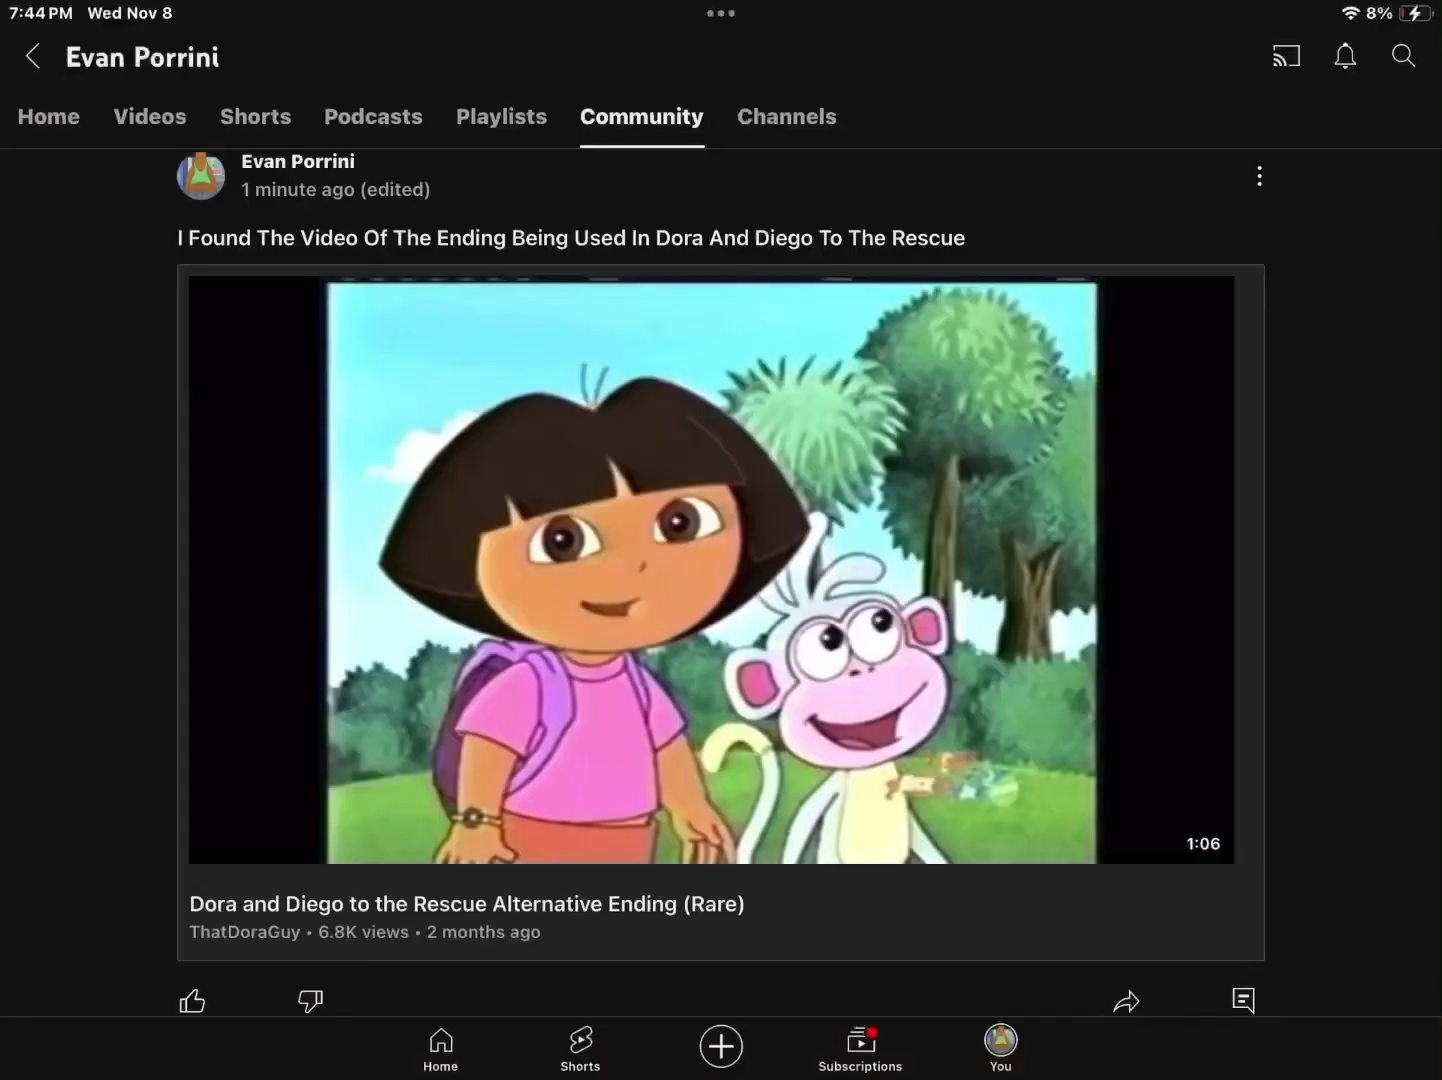 7:44 PM Wed Nov 8
8%
Evan Porrini
Home Videos Shorts Podcasts Playlists Community Channels
Evan Porrini
1 minute ago (edited)
I Found The Video Of The Ending Being Used In Dora And Diego To The Rescue
1:06
Dora and Diego to the Rescue Alternative Ending (Rare)
ThatDoraGuy • 6.8K views • 2 months ago
Home Shorts Subscriptions You